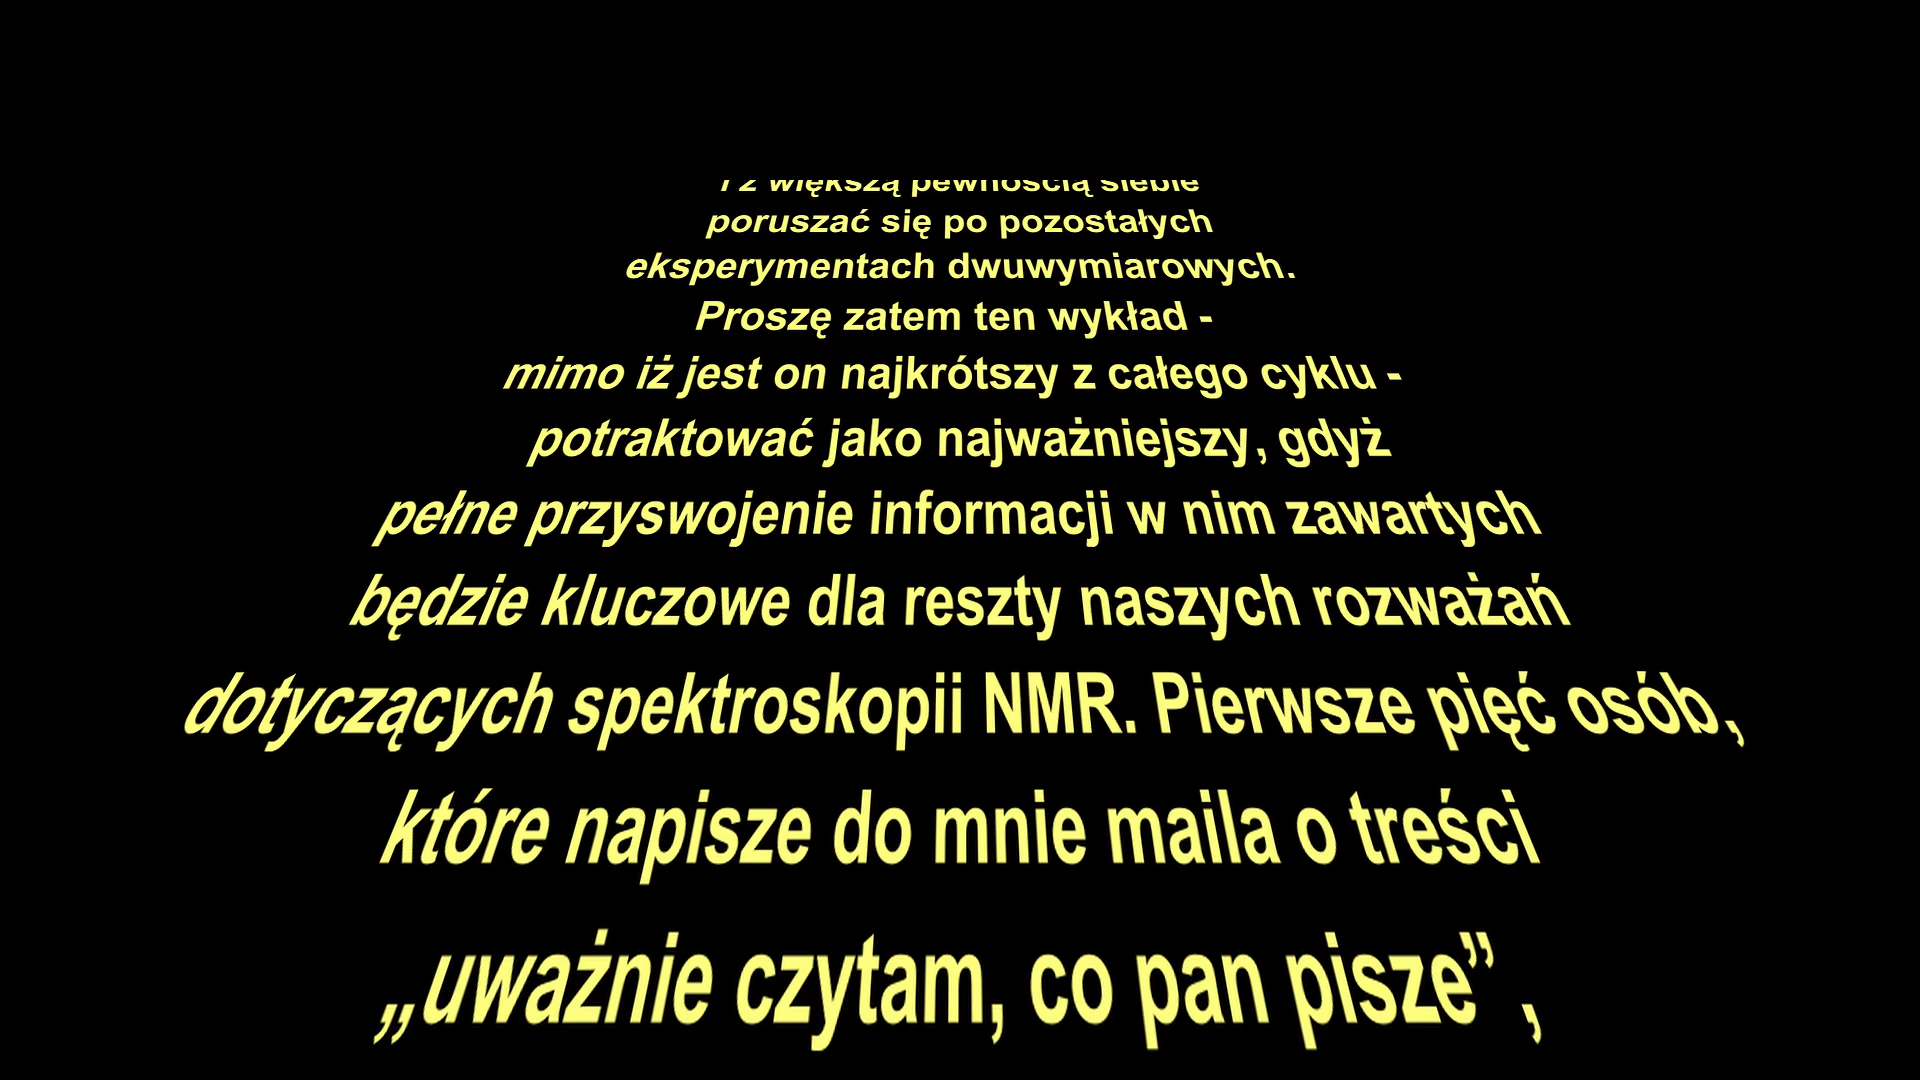 i z większą pewnością siebie
poruszać się po pozostałych
eksperymentach dwuwymiarowych.
Proszę zatem ten wykład -
mimo iż jest on najkrótszy z całego cyklu -
potraktować jako najważniejszy, gdyż
pełne przyswojenie informacji w nim zawartych
będzie kluczowe dla reszty naszych rozważań
dotyczących spektroskopii NMR. Pierwsze pięć osób,
które napisze do mnie maila o treści
„uważnie czytam, co pan pisze” ,